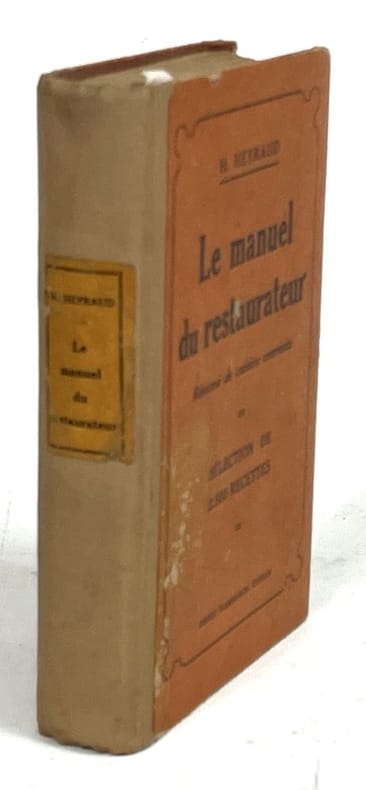 H. HEYRAUD
Le manuel
du restaurateur
SÉLECTION DE
2.500 RECETTES
H. HEYRAUD
Le
manuel
du
restaurateur